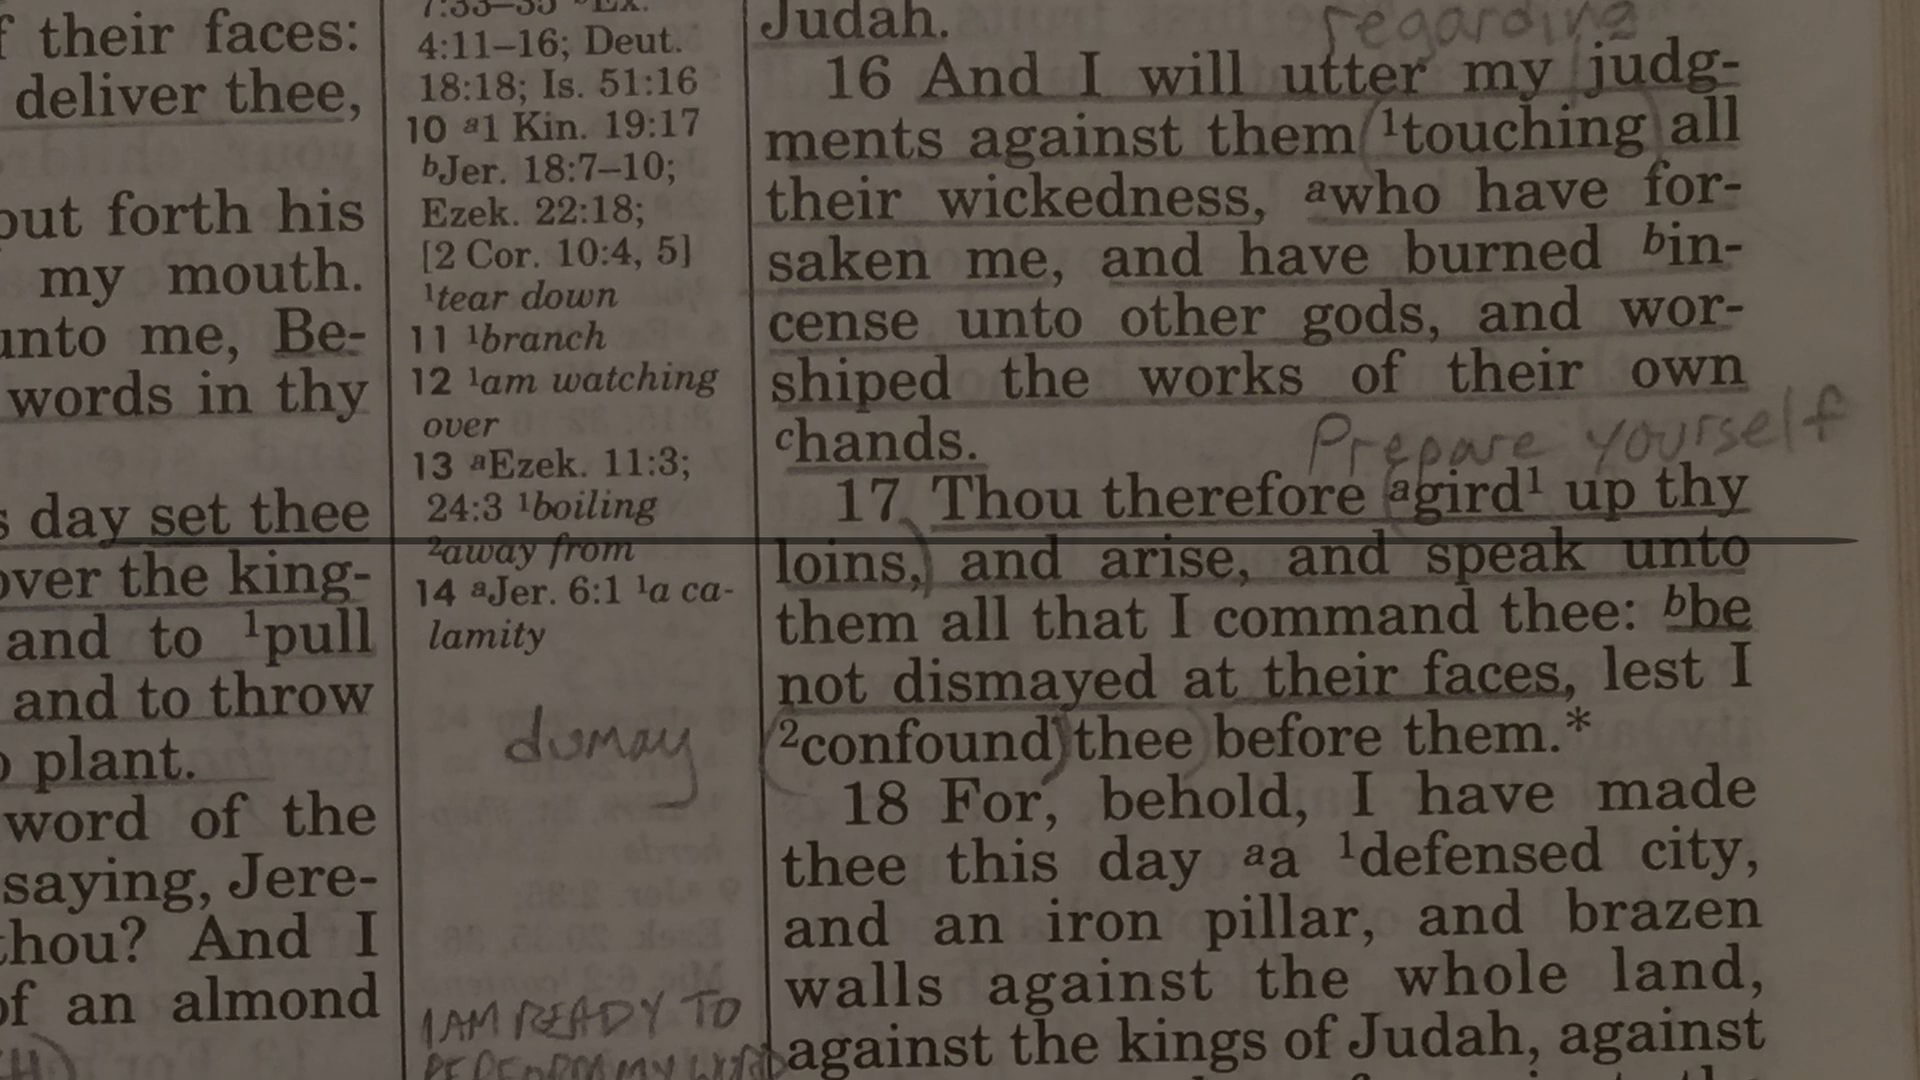 f their faces:
deliver thee,
put forth his
my mouth.
unto me, Be-
words in thy
s day set thee
over the king-
and to ¹pull
and to throw
o plant.
word of the
saying, Jere-
thou? And I
of an almond
7:33–35 ᵇEx.
4:11–16; Deut.
18:18; Is. 51:16
10 ᵃ1 Kin. 19:17
ᵇJer. 18:7–10;
Ezek. 22:18;
[2 Cor. 10:4, 5]
¹tear down
11 ¹branch
12 ¹am watching
over
13 ᵃEzek. 11:3;
24:3 ¹boiling
²away from
14 ᵃJer. 6:1 ¹a ca-
lamity
dismay
I AM READY TO
PERFORM MY WORD
Judah.
regarding
16 And I will utter my judg-
ments against them ¹touching all
their wickedness, ᵃwho have for-
saken me, and have burned ᵇin-
cense unto other gods, and wor-
shiped the works of their own
ᶜhands.
Prepare yourself
17 Thou therefore ᵃgird¹ up thy
loins, and arise, and speak unto
them all that I command thee: ᵇbe
not dismayed at their faces, lest I
²confound thee before them.*
18 For, behold, I have made
thee this day ᵃa ¹defensed city,
and an iron pillar, and brazen
walls against the whole land,
against the kings of Judah, against